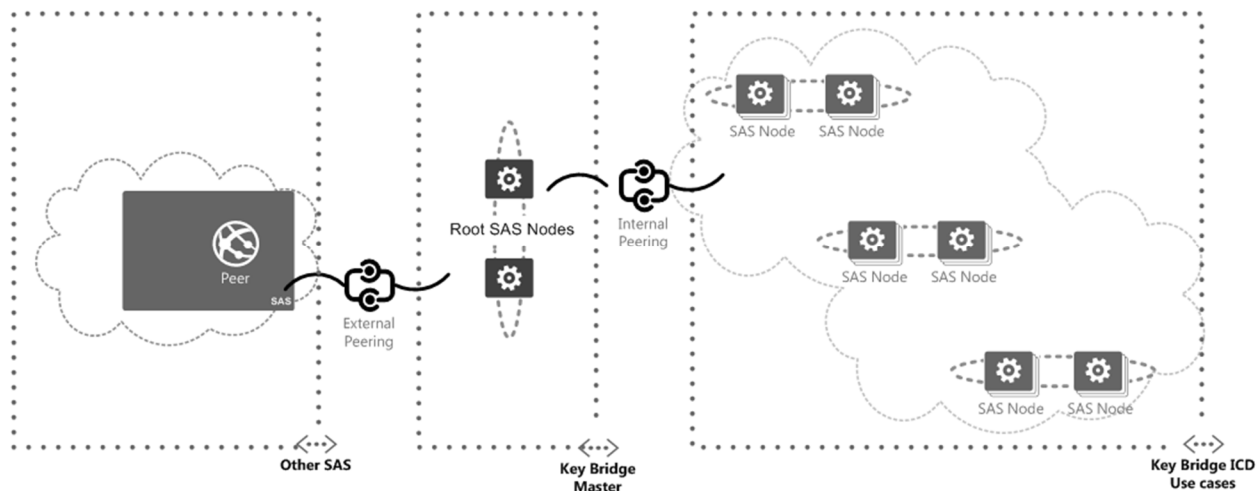 SAS Node
SAS Node
Root SAS Nodes
Internal
Peering
SAS Node
SAS Node
Peer
SAS
External
Peering
SAS Node
SAS Node
Other SAS
Key Bridge
Master
Key Bridge ICD
Use cases